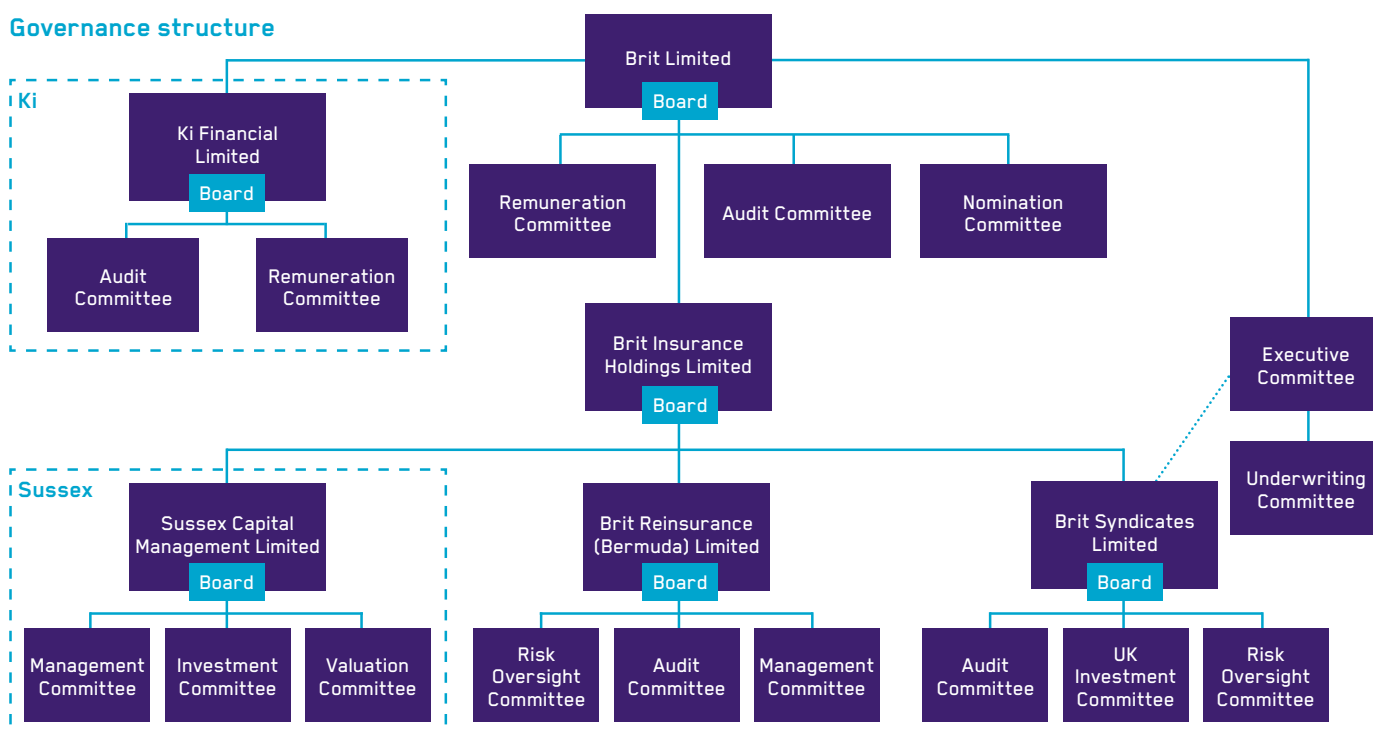 Governance structure
Brit Limited
Board
Ki
Ki Financial
Limited
Board
Audit
Committee
Remuneration
Committee
Remuneration
Committee
Audit Committee
Nomination
Committee
Brit Insurance
Holdings Limited
Board
Executive
Committee
Underwriting
Committee
Sussex
Sussex Capital
Management Limited
Board
Management
Committee
Investment
Committee
Valuation
Committee
Brit Reinsurance
(Bermuda) Limited
Board
Risk
Oversight
Committee
Audit
Committee
Management
Committee
Brit Syndicates
Limited
Board
Audit
Committee
UK
Investment
Committee
Risk
Oversight
Committee